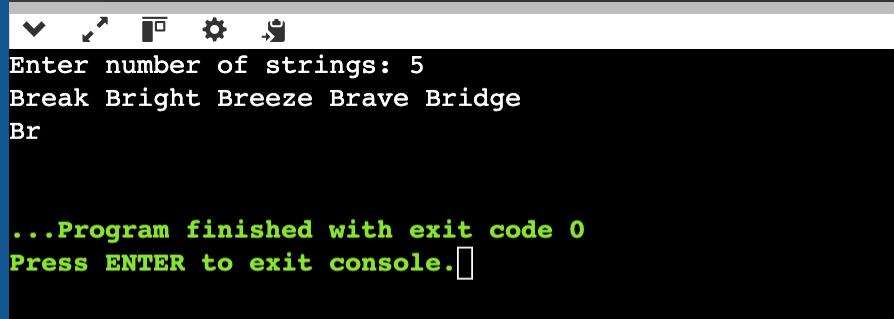 Enter number of strings: 5
Break Bright Breeze Brave Bridge
Br
...Program finished with exit code 0
Press ENTER to exit console.